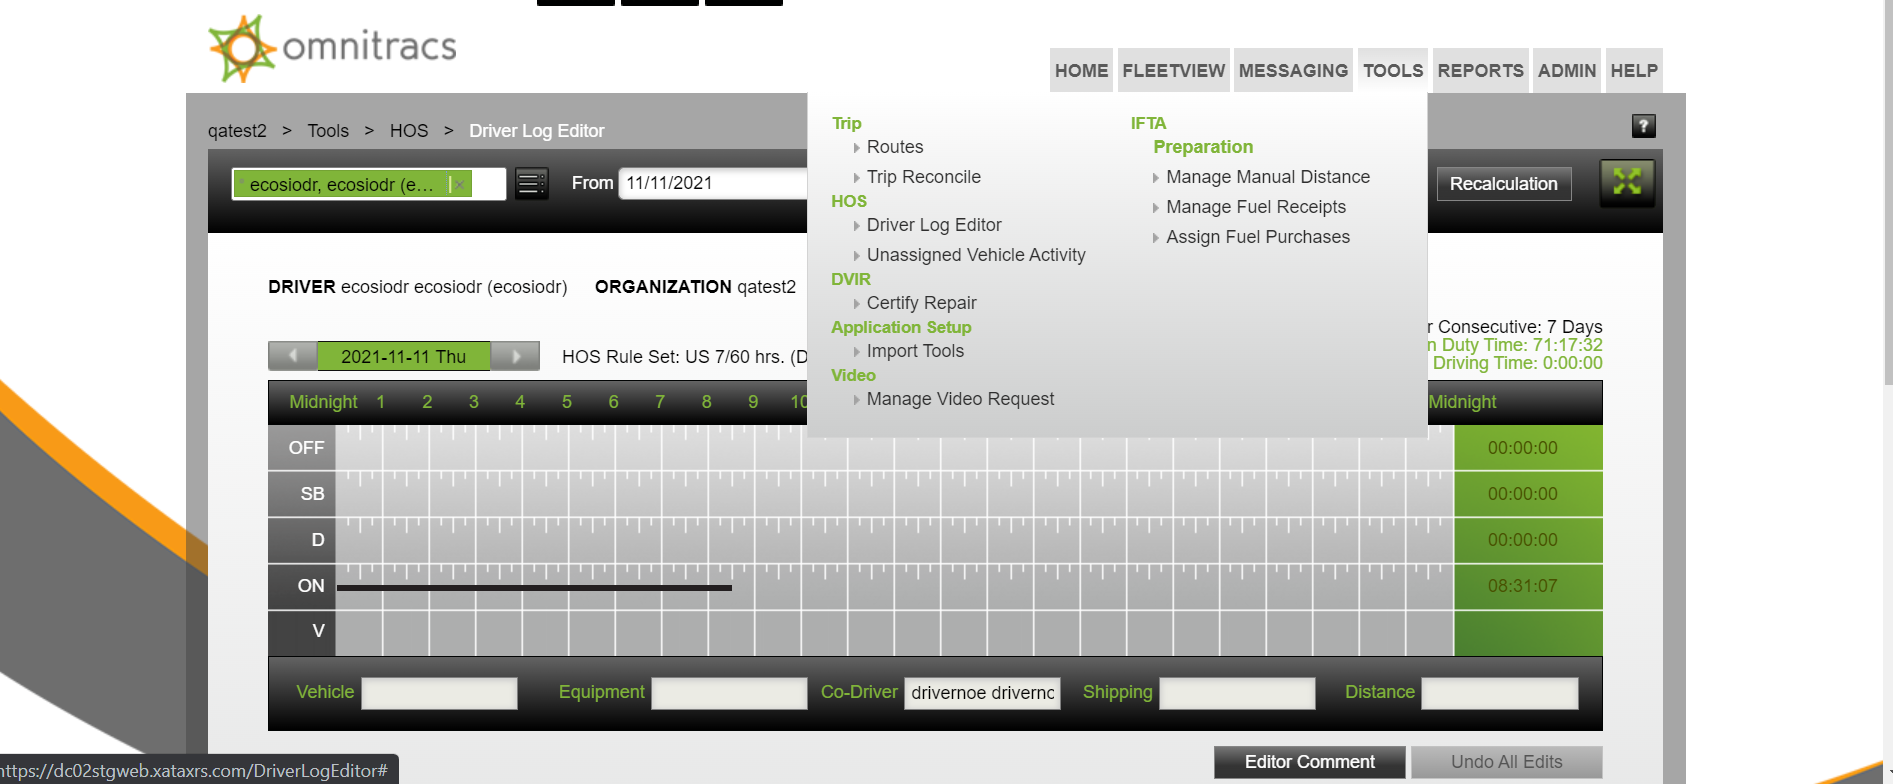 omnitracs
HOME FLEETVIEW MESSAGING TOOLS REPORTS ADMIN HELP
qatest2 > Tools > HOS > Driver Log Editor
?
ecosiodr, ecosiodr (e...
From 11/11/2021
Recalculation
Trip
Routes
Trip Reconcile
HOS
Driver Log Editor
Unassigned Vehicle Activity
DVIR
Certify Repair
Application Setup
Import Tools
Video
Manage Video Request
IFTA
Preparation
Manage Manual Distance
Manage Fuel Receipts
Assign Fuel Purchases
DRIVER ecosiodr ecosiodr (ecosiodr) ORGANIZATION qatest2
r Consecutive: 7 Days
n Duty Time: 71:17:32
Driving Time: 0:00:00
2021-11-11 Thu
HOS Rule Set: US 7/60 hrs. (D
Midnight 1 2 3 4 5 6 7 8 9 10 Midnight
OFF 00:00:00
SB 00:00:00
D 00:00:00
ON 08:31:07
V
Vehicle Equipment Co-Driver drivernoe drivernc Shipping Distance
Editor Comment Undo All Edits
https://dc02stgweb.xataxrs.com/DriverLogEditor#